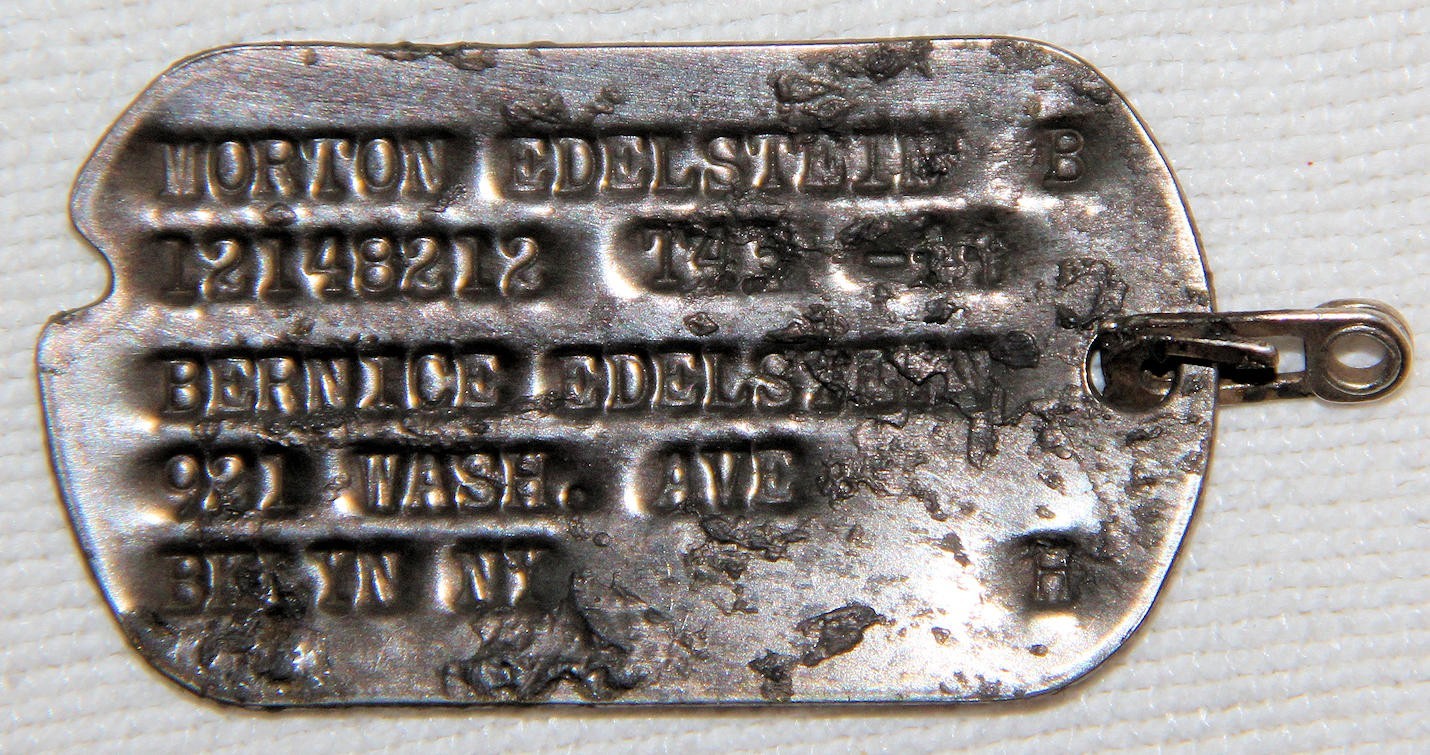 MORTON EDELSTEIN B
12148212 T43
BERNICE EDELSTEIN
921 WASH. AVE
BKLYN NY H